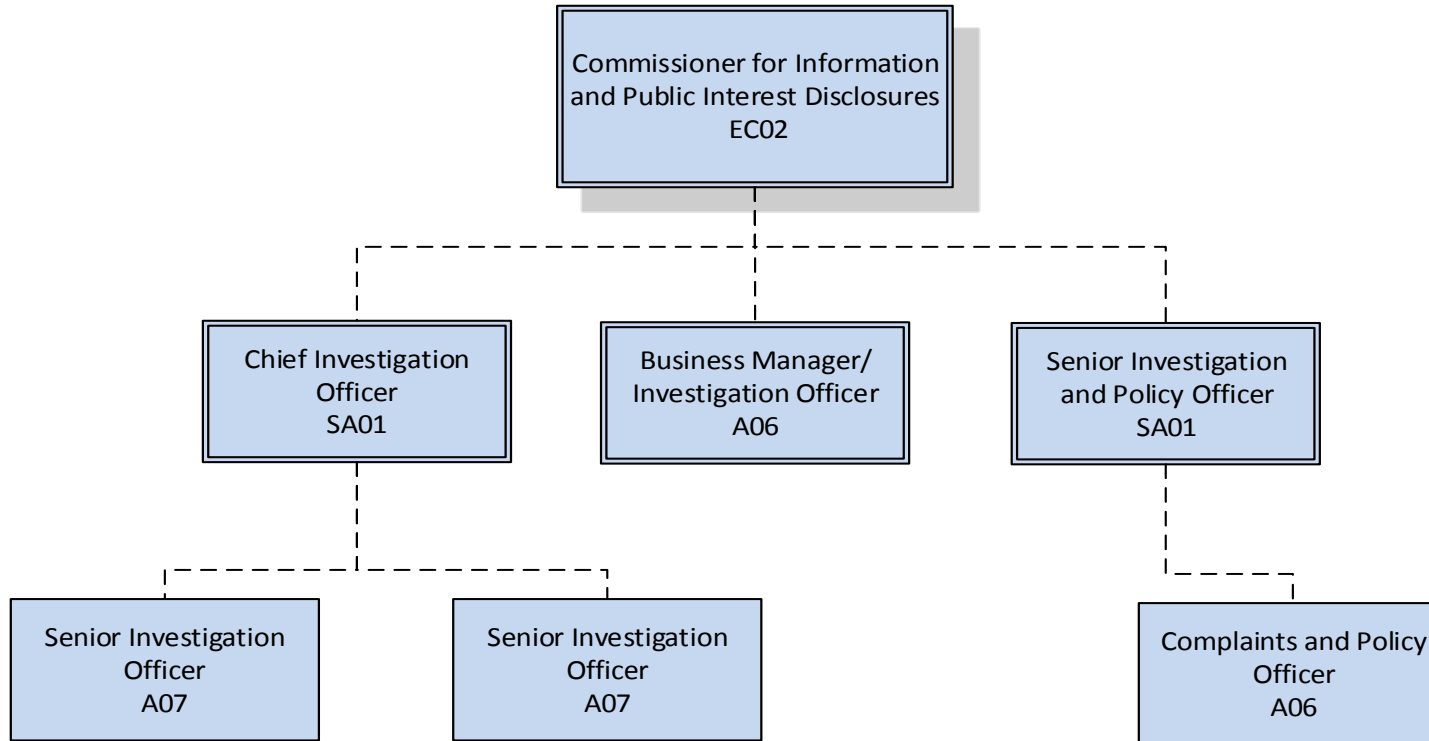 Commissioner for Information
and Public Interest Disclosures
EC02
Chief Investigation
Officer
SA01
Business Manager/
Investigation Officer
A06
Senior Investigation
and Policy Officer
SA01
Senior Investigation
Officer
A07
Senior Investigation
Officer
A07
Complaints and Policy
Officer
A06